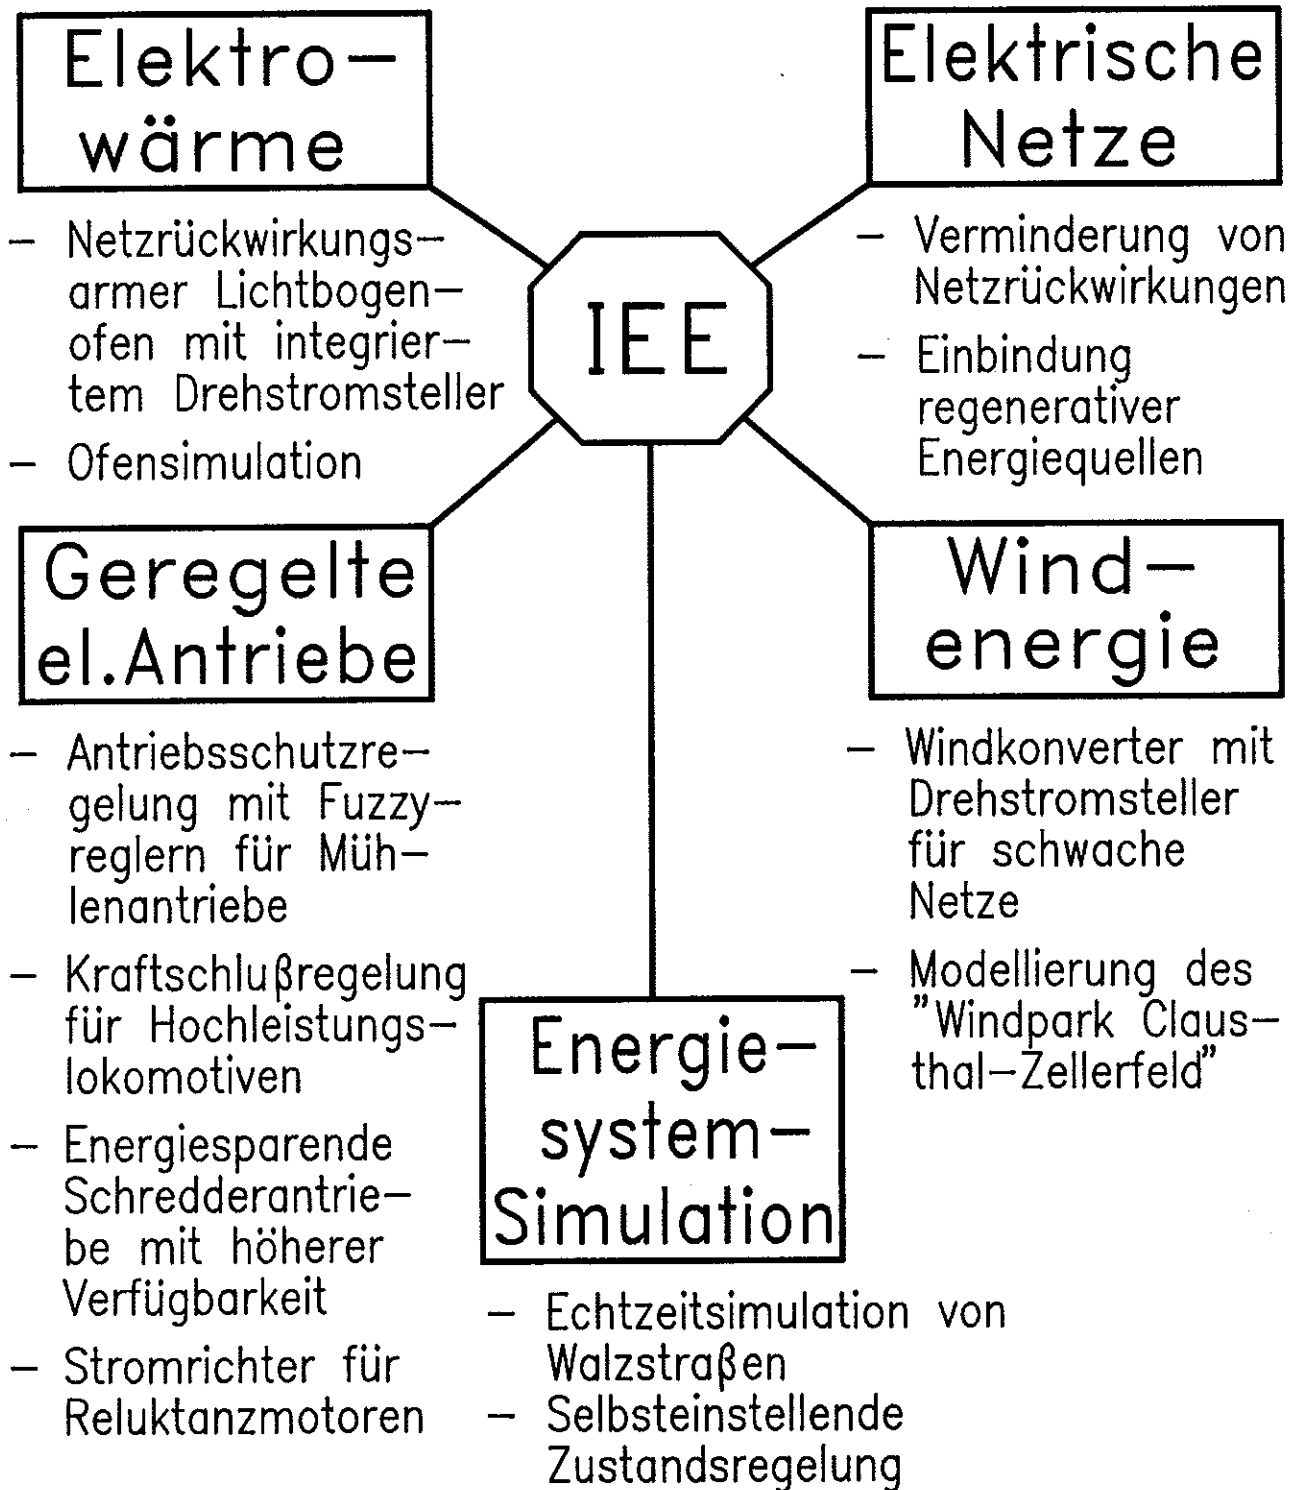 Elektro-
wärme
- Netzrückwirkungs-
armer Lichtbogen-
ofen mit integrier-
tem Drehstromsteller
- Ofensimulation
Elektrische
Netze
- Verminderung von
Netzrückwirkungen
- Einbindung
regenerativer
Energiequellen
IEE
Geregelte
el.Antriebe
- Antriebsschutzre-
gelung mit Fuzzy-
reglern für Müh-
lenantriebe
- Kraftschlußregelung
für Hochleistungs-
lokomotiven
- Energiesparende
Schredderantrie-
be mit höherer
Verfügbarkeit
- Stromrichter für
Reluktanzmotoren
Wind-
energie
- Windkonverter mit
Drehstromsteller
für schwache
Netze
- Modellierung des
"Windpark Claus-
thal-Zellerfeld"
Energie-
system-
Simulation
- Echtzeitsimulation von
Walzstraßen
- Selbsteinstellende
Zustandsregelung